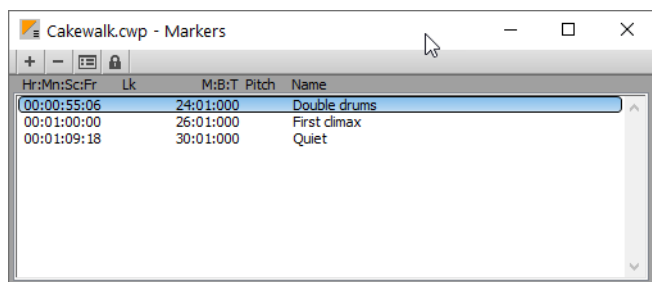 Cakewalk.cwp - Markers
Hr:Mn:Sc:Fr Lk M:B:T Pitch Name
00:00:55:06 24:01:000 Double drums
00:01:00:00 26:01:000 First climax
00:01:09:18 30:01:000 Quiet